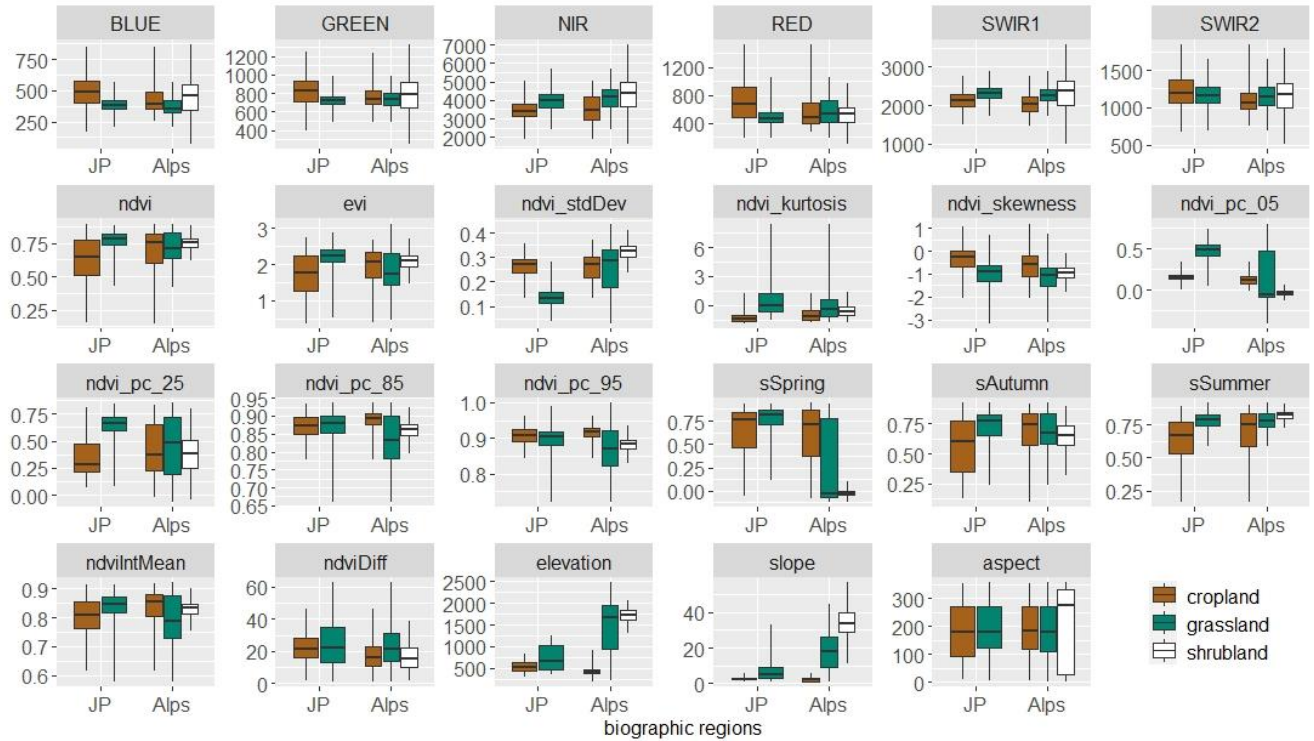 BLUE GREEN NIR RED SWIR1 SWIR2
750 500 250 1200 1000 800 600 400 7000 6000 5000 4000 3000 2000 1200 800 400 3000 2000 1000 1500 1000 500
JP Alps JP Alps JP Alps JP Alps JP Alps JP Alps
ndvi evi ndvi_stdDev ndvi_kurtosis ndvi_skewness ndvi_pc_05
0.75 0.50 0.25 3 2 1 0.4 0.3 0.2 0.1 6 3 0 1 0 -1 -2 -3 0.5 0.0
JP Alps JP Alps JP Alps JP Alps JP Alps JP Alps
ndvi_pc_25 ndvi_pc_85 ndvi_pc_95 sSpring sAutumn sSummer
0.75 0.50 0.25 0.00 0.95 0.90 0.85 0.80 0.75 0.70 0.65 1.0 0.9 0.8 0.75 0.50 0.25 0.00 0.75 0.50 0.25 0.75 0.50 0.25
JP Alps JP Alps JP Alps JP Alps JP Alps JP Alps
ndviIntMean ndviDiff elevation slope aspect
0.9 0.8 0.7 0.6 60 40 20 0 2500 2000 1500 1000 500 40 20 0 300 200 100 0
cropland
grassland
shrubland
JP Alps JP Alps JP Alps JP Alps JP Alps
biographic regions